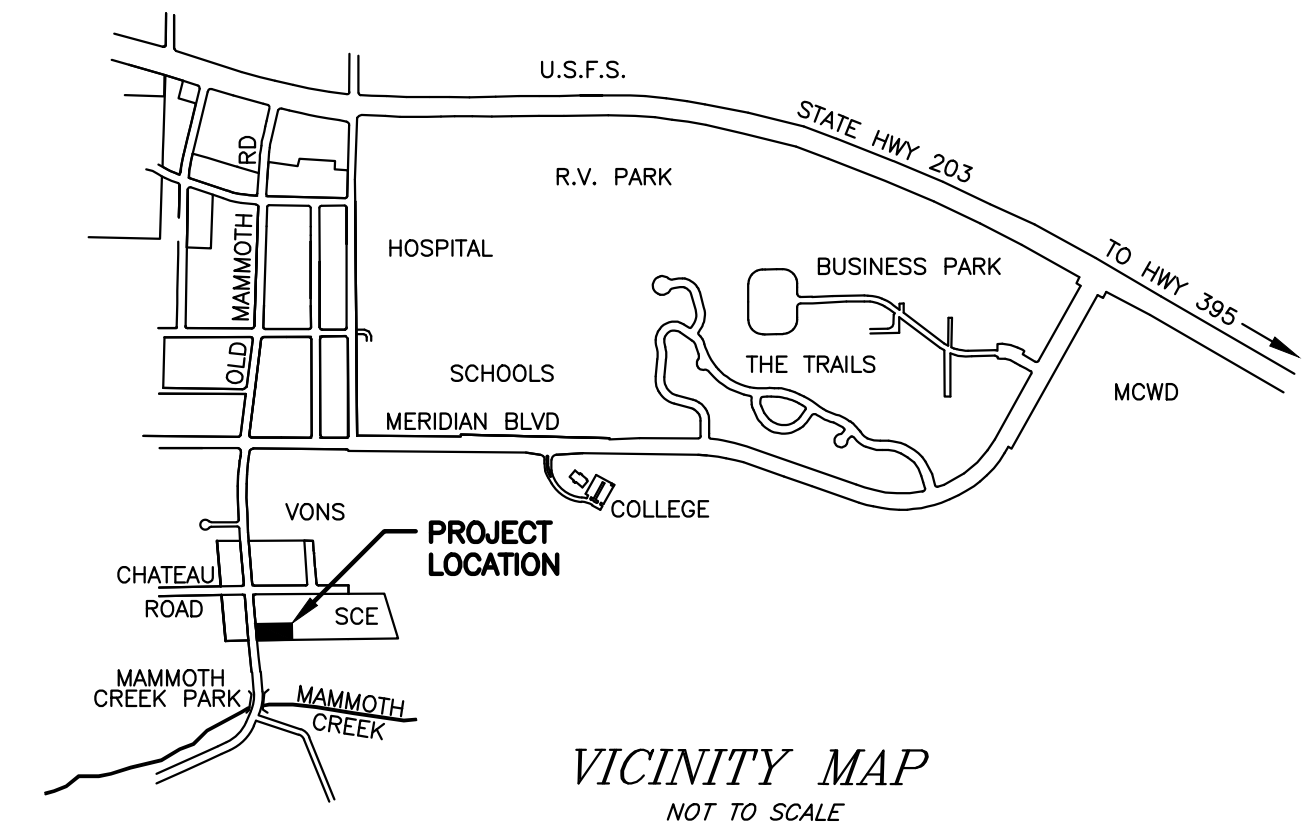 U.S.F.S.
STATE HWY 203
R.V. PARK
OLD MAMMOTH RD
HOSPITAL
TO HWY 395
BUSINESS PARK
THE TRAILS
SCHOOLS
MCWD
MERIDIAN BLVD
VONS
COLLEGE
PROJECT
LOCATION
CHATEAU
ROAD
SCE
MAMMOTH
CREEK PARK
MAMMOTH
CREEK
VICINITY MAP
NOT TO SCALE